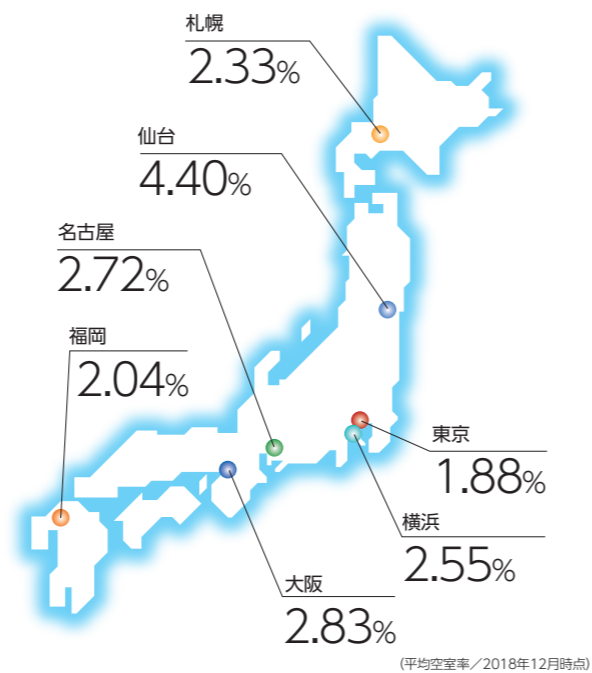 札幌
2.33%
仙台
4.40%
名古屋
2.72%
福岡
2.04%
東京
1.88%
横浜
2.55%
大阪
2.83%
(平均空室率／2018年12月時点)